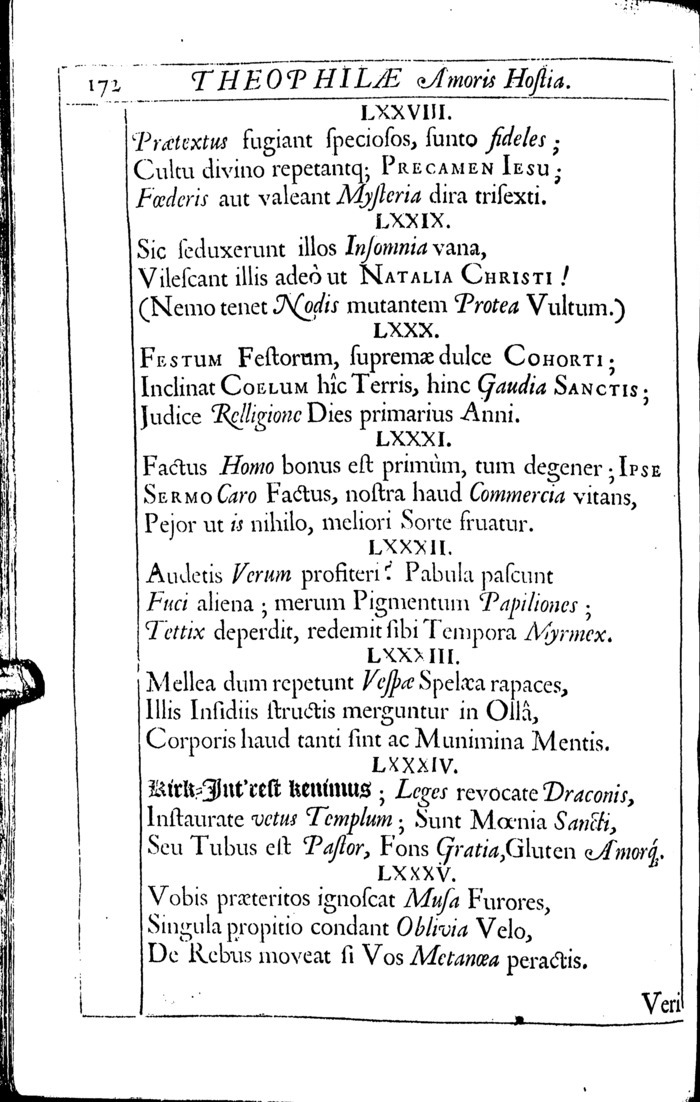 172 THEOPHILÆ Amoris Hoſtia.
LXXVIII.
Prætextus fugiant ſpecioſos, ſunto fideles ;
Cultu divino repetantq; PRECAMEN IESU ;
Fœderis aut valeant Myſteria dira triſexti.
LXXIX.
Sic ſeduxerunt illos Inſomnia vana,
Vileſcant illis adeò ut NATALIA CHRISTI !
(Nemo tenet Nodis mutantem Protea Vultum.)
LXXX.
FESTUM Feſtorum, ſupremæ dulce COHORTI ;
Inclinat COELUM hîc Terris, hinc Gaudia SANCTIS ;
Judice Relligione Dies primarius Anni.
LXXXI.
Factus Homo bonus eſt primùm, tum degener ; IPSE
SERMO Caro Factus, noſtra haud Commercia vitans,
Pejor ut is nihilo, meliori Sorte fruatur.
LXXXII.
Audetis Verum profiteri? Pabula paſcunt
Fuci aliena ; merum Pigmentum Papiliones ;
Tettix deperdit, redemit ſibi Tempora Myrmex.
LXXXIII.
Mellea dum repetunt Veſpæ Spelæa rapaces,
Illis Inſidiis ſtructis merguntur in Ollâ,
Corporis haud tanti ſint ac Munimina Mentis.
LXXXIV.
Kirk-Int'reſt kenimus ; Leges revocate Draconis,
Inſtaurate vetus Templum ; Sunt Mœnia Sancti,
Seu Tubus eſt Paſtor, Fons Gratia, Gluten Amorq́.
LXXXV.
Vobis præteritos ignoſcat Muſa Furores,
Singula propitio condant Oblivia Velo,
De Rebus moveat ſi Vos Metanœa peractis.
Veri